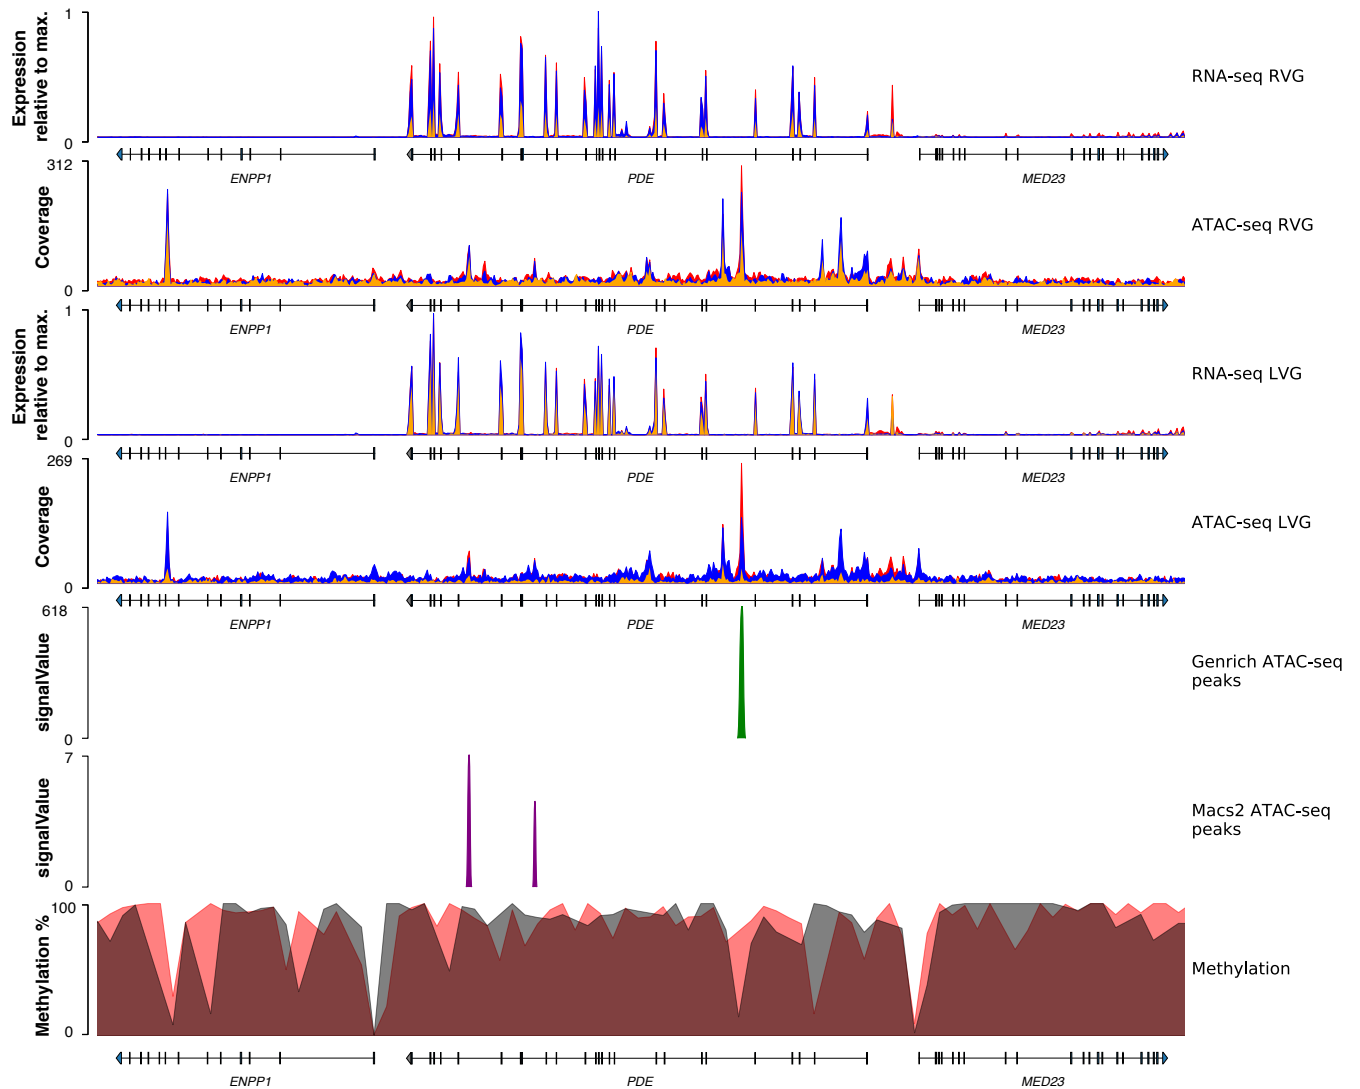 Expression
relative to max.
1
0
RNA-seq RVG
ENPP1
PDE
MED23
Coverage
312
0
ATAC-seq RVG
ENPP1
PDE
MED23
Expression
relative to max.
1
0
RNA-seq LVG
ENPP1
PDE
MED23
Coverage
269
0
ATAC-seq LVG
ENPP1
PDE
MED23
signalValue
618
0
Genrich ATAC-seq
peaks
signalValue
7
0
Macs2 ATAC-seq
peaks
Methylation %
100
0
Methylation
ENPP1
PDE
MED23